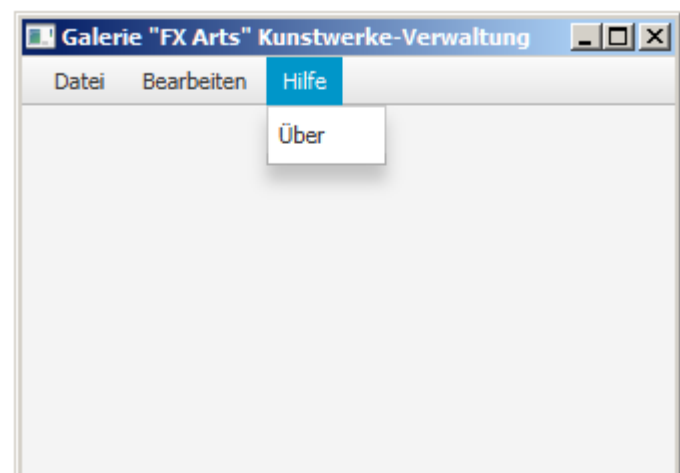 Galerie "FX Arts" Kunstwerke-Verwaltung
Datei Bearbeiten Hilfe
Über